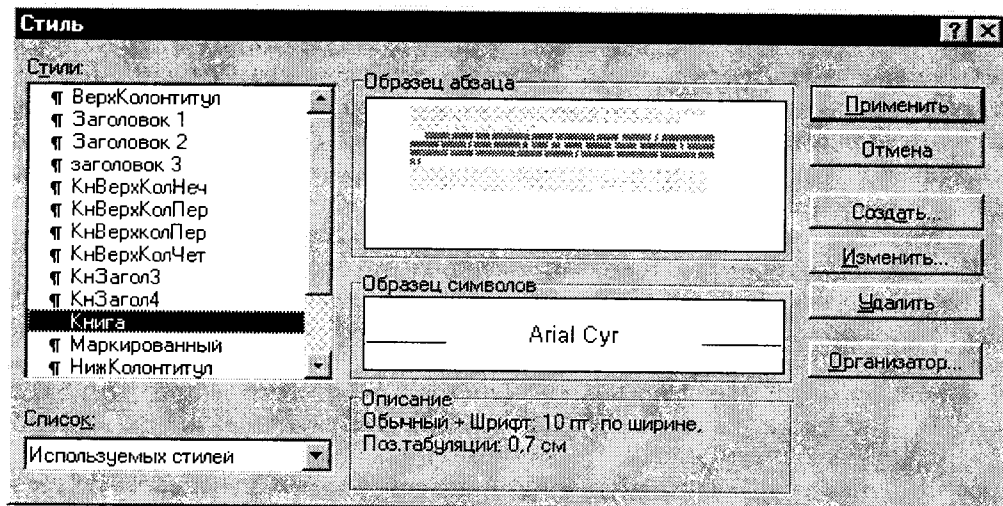 Стиль
Стили:
¶ ВерхКолонтитул
¶ Заголовок 1
¶ Заголовок 2
¶ заголовок 3
¶ КнВерхКолНеч
¶ КнВерхКолПер
¶ КнВерхколПер
¶ КнВерхКолЧет
¶ КнЗагол3
¶ КнЗагол4
Книга
¶ Маркированный
¶ НижКолонтитул
Список:
Используемых стилей
Образец абзаца
Образец символов
Arial Cyr
Описание
Обычный + Шрифт: 10 пт, по ширине,
Поз.табуляции: 0,7 см
Применить
Отмена
Создать...
Изменить...
Удалить
Организатор...